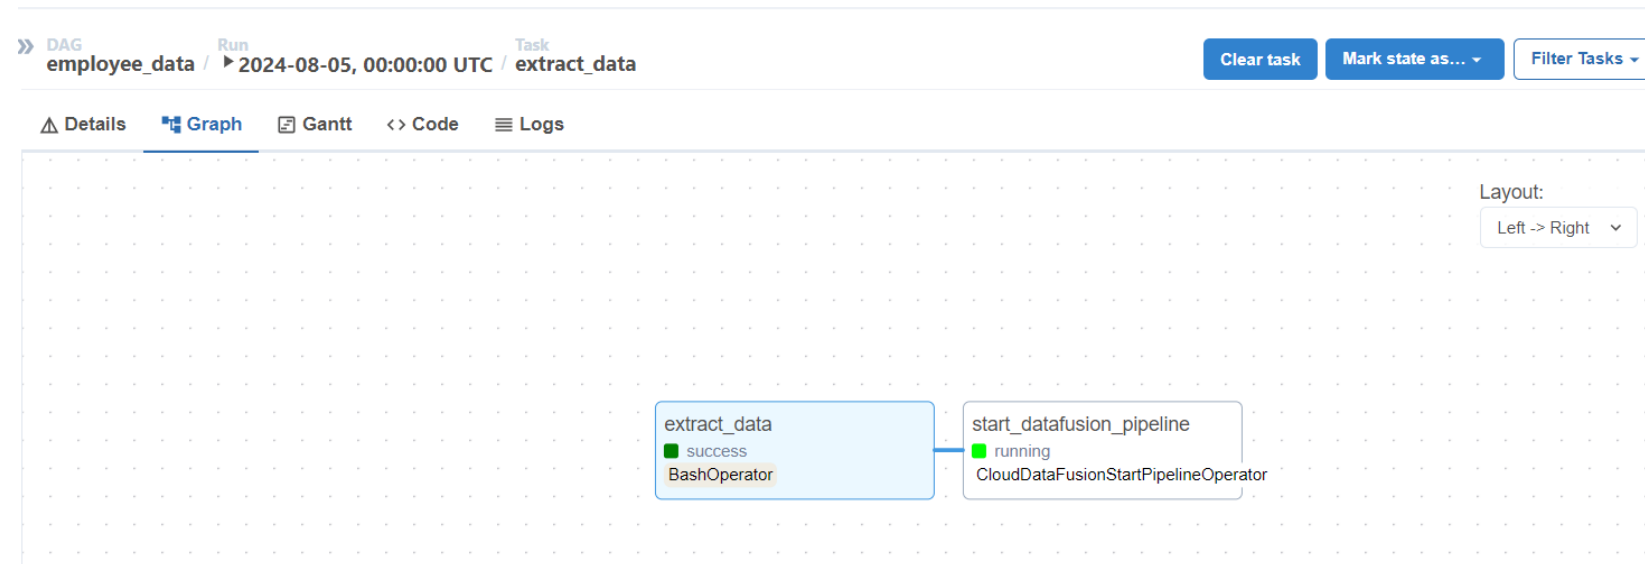 DAG Run Task
employee_data / 2024-08-05, 00:00:00 UTC / extract_data
Clear task Mark state as... Filter Tasks
Details Graph Gantt <> Code Logs
Layout:
Left -> Right
extract_data
success
BashOperator
start_datafusion_pipeline
running
CloudDataFusionStartPipelineOperator